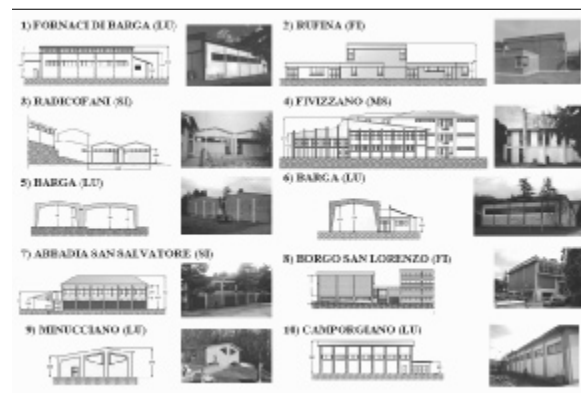 1) FORNACI DI BARGA (LU)
2) RUFINA (FI)
3) RADICOFANI (SI)
4) FIVIZZANO (MS)
5) BARGA (LU)
6) BARGA (LU)
7) ABBADIA SAN SALVATORE (SI)
8) BORGO SAN LORENZO (FI)
9) MINUCCIANO (LU)
10) CAMPORGIANO (LU)